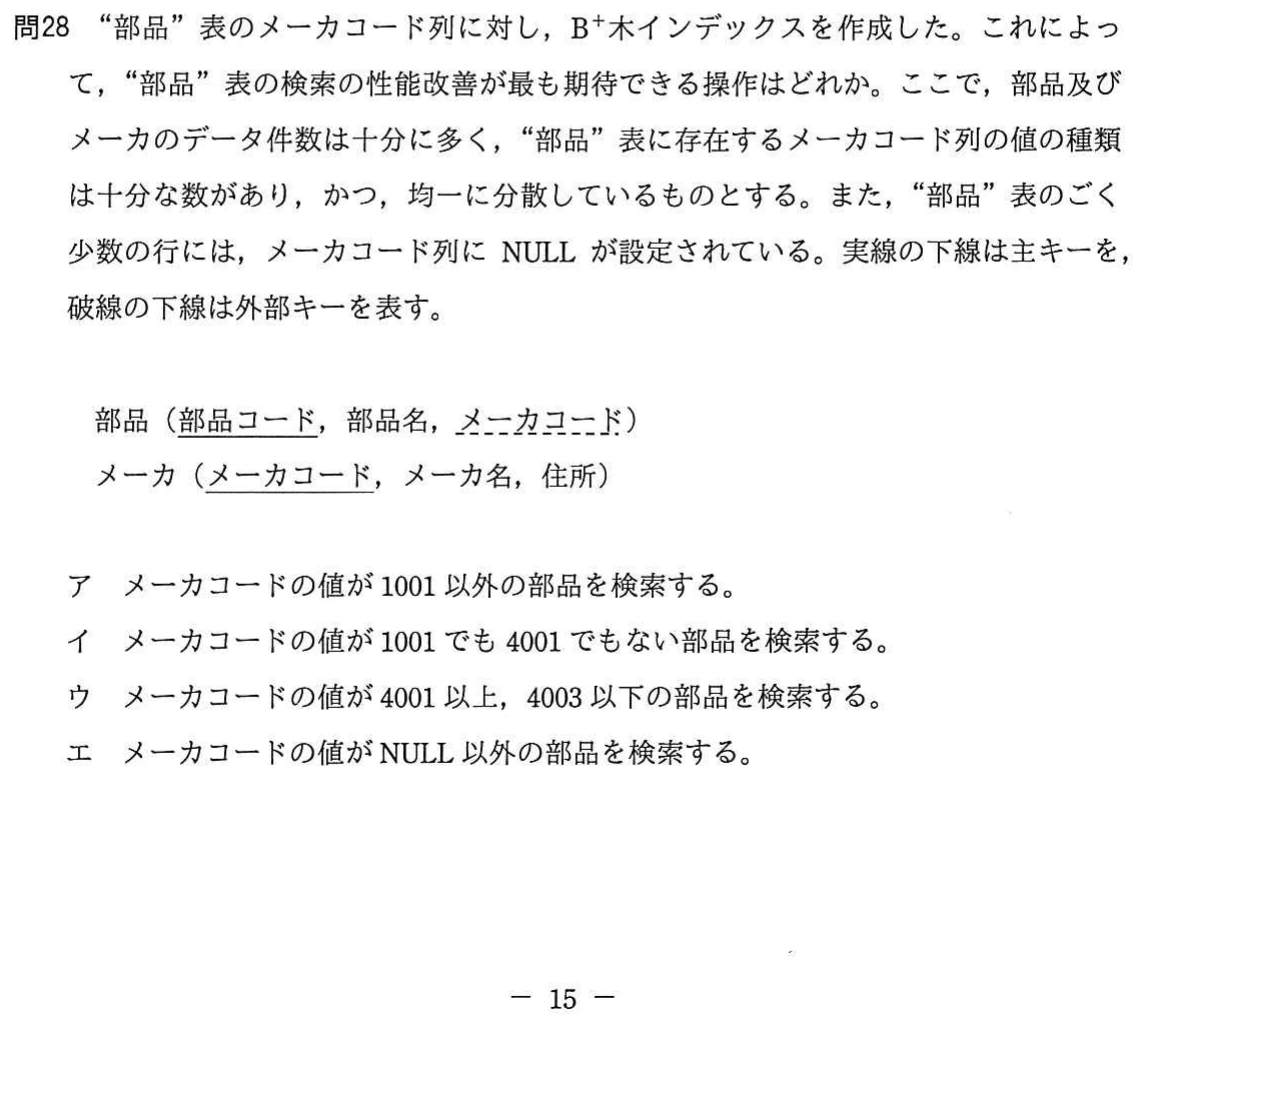 問28 “部品”表のメーカコード列に対し，B⁺木インデックスを作成した。これによっ
て，“部品”表の検索の性能改善が最も期待できる操作はどれか。ここで，部品及び
メーカのデータ件数は十分に多く，“部品”表に存在するメーカコード列の値の種類
は十分な数があり，かつ，均一に分散しているものとする。また，“部品”表のごく
少数の行には，メーカコード列に NULL が設定されている。実線の下線は主キーを，
破線の下線は外部キーを表す。
部品（部品コード，部品名，メーカコード）
メーカ（メーカコード，メーカ名，住所）
ア メーカコードの値が 1001 以外の部品を検索する。
イ メーカコードの値が 1001 でも 4001 でもない部品を検索する。
ウ メーカコードの値が 4001 以上，4003 以下の部品を検索する。
エ メーカコードの値が NULL 以外の部品を検索する。
－ 15 －